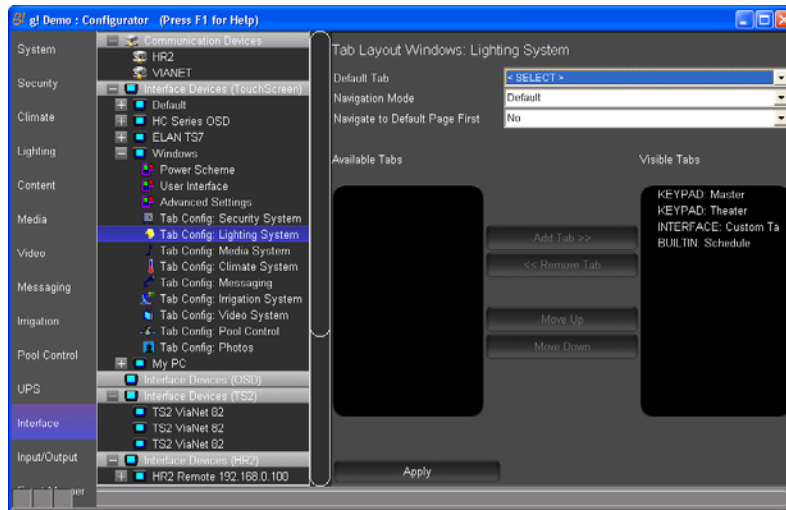 g! Demo : Configurator (Press F1 for Help)
System
Security
Climate
Lighting
Content
Media
Video
Messaging
Irrigation
Pool Control
UPS
Interface
Input/Output
Communication Devices
HR2
VIANET
Interface Devices (TouchScreen)
Default
HC Series OSD
ELAN TS7
Windows
Power Scheme
User Interface
Advanced Settings
Tab Config: Security System
Tab Config: Lighting System
Tab Config: Media System
Tab Config: Climate System
Tab Config: Messaging
Tab Config: Irrigation System
Tab Config: Video System
Tab Config: Pool Control
Tab Config: Photos
My PC
Interface Devices (OSD)
Interface Devices (TS2)
TS2 ViaNet 82
TS2 ViaNet 82
TS2 ViaNet 82
Interface Devices (HR2)
HR2 Remote 192.168.0.100
Tab Layout Windows: Lighting System
Default Tab < SELECT >
Navigation Mode Default
Navigate to Default Page First No
Available Tabs
Visible Tabs
KEYPAD: Master
KEYPAD: Theater
INTERFACE: Custom Ta
BUILTIN: Schedule
Add Tab >>
<< Remove Tab
Move Up
Move Down
Apply